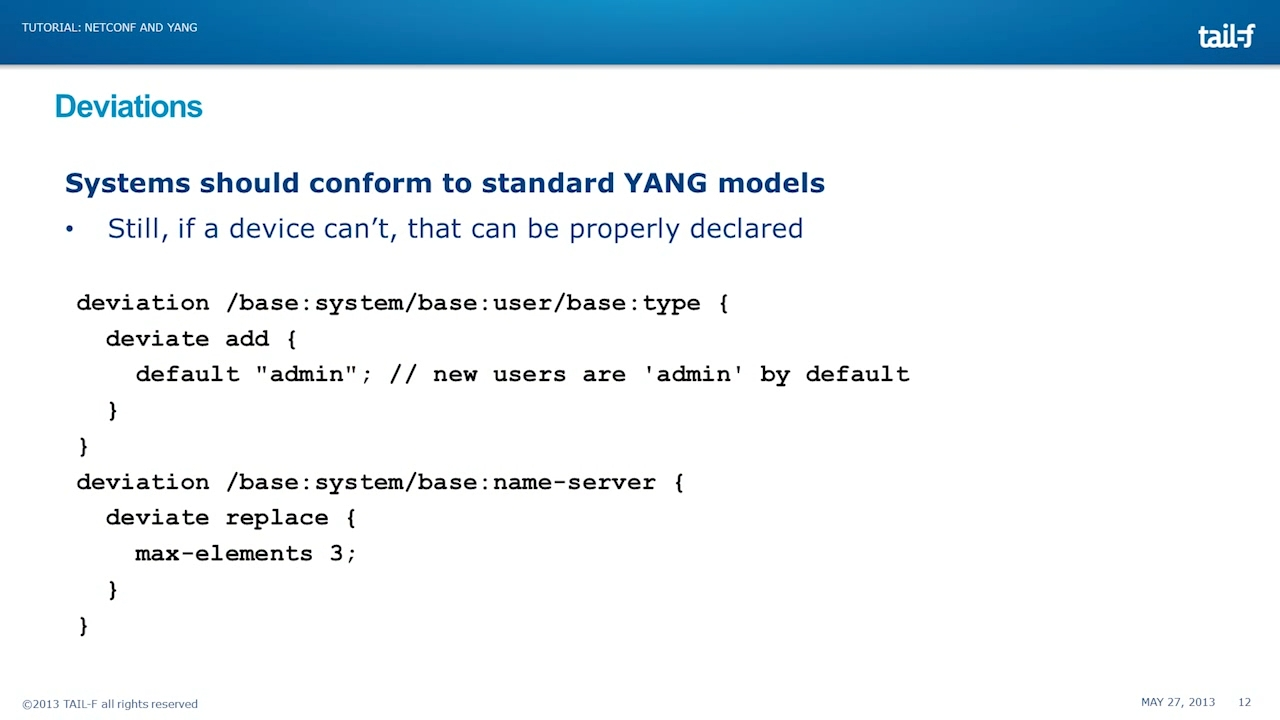 TUTORIAL: NETCONF AND YANG
tail-f
Deviations
Systems should conform to standard YANG models
• Still, if a device can’t, that can be properly declared
deviation /base:system/base:user/base:type {
  deviate add {
    default "admin"; // new users are 'admin' by default
  }
}
deviation /base:system/base:name-server {
  deviate replace {
    max-elements 3;
  }
}
©2013 TAIL-F all rights reserved
MAY 27, 2013 12